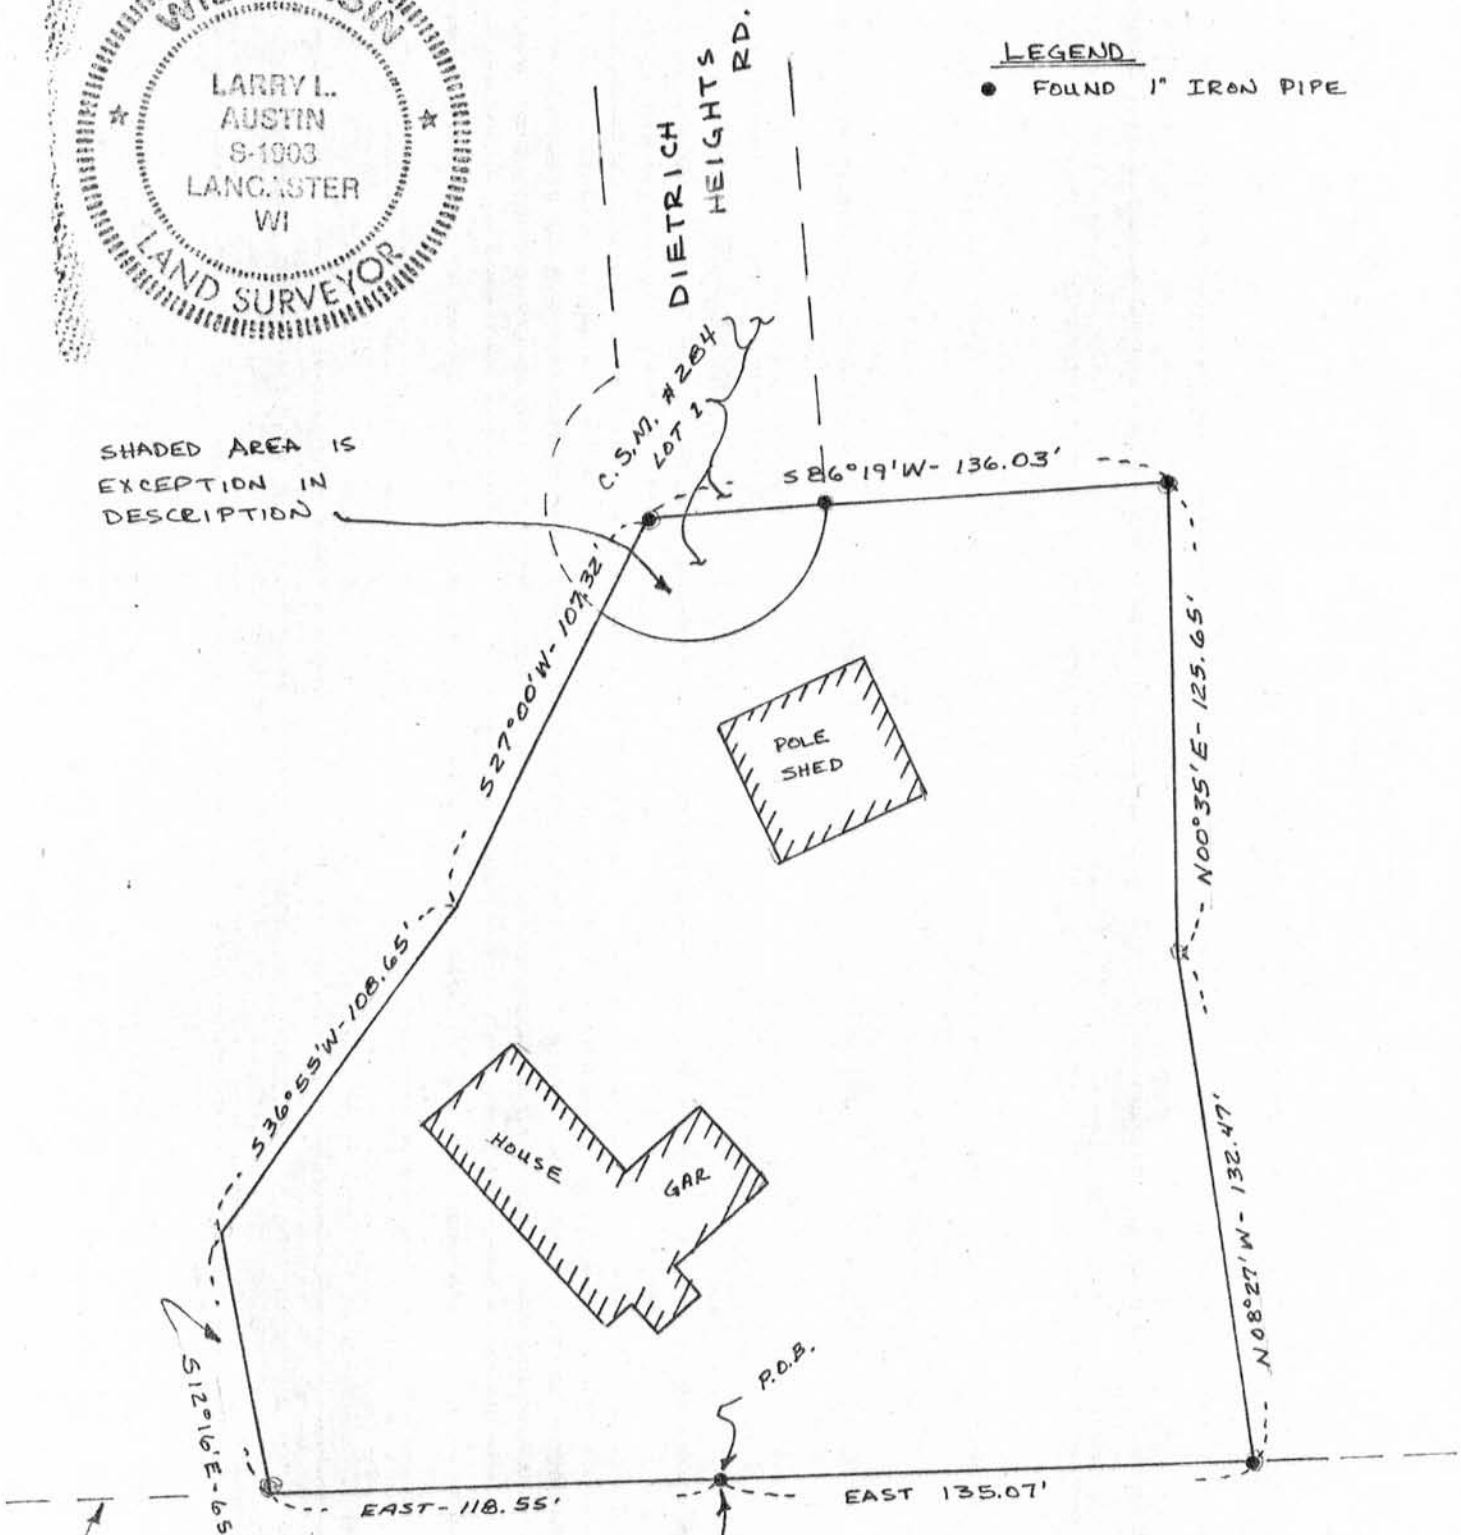 LARRY L.
AUSTIN
S-1903
LANCASTER
WI
LAND SURVEYOR
DIETRICH
HEIGHTS
RD.
LEGEND
● FOUND 1" IRON PIPE
C.S.M. #284
LOT 1
SHADED AREA IS
EXCEPTION IN
DESCRIPTION
S86°19'W- 136.03'
S27°00'W- 107.32'
N00°35'E- 125.65'
POLE
SHED
S36°55'W- 108.65'
HOUSE
GAR
N08°27'W- 132.47'
P.O.B.
S12°16'E-65
EAST- 118.55'
EAST 135.07'